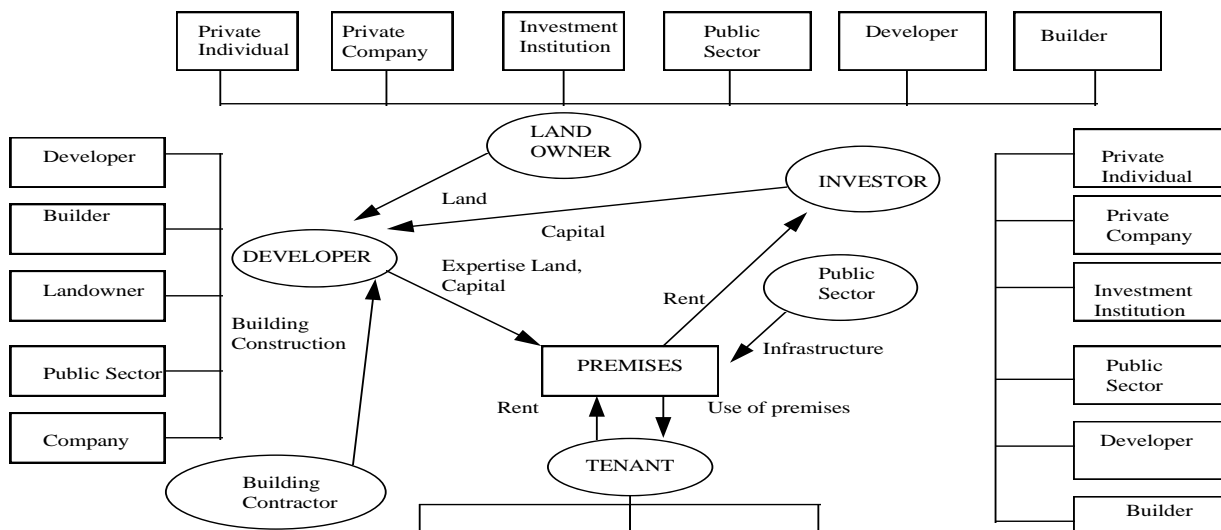 Private
Individual
Private
Company
Investment
Institution
Public
Sector
Developer
Builder
LAND
OWNER
Developer
Builder
Landowner
Public Sector
Company
Land
INVESTOR
Capital
DEVELOPER
Expertise Land,
Capital
Public
Sector
Rent
Building
Construction
Infrastructure
PREMISES
Rent
Use of premises
TENANT
Building
Contractor
Private
Individual
Private
Company
Investment
Institution
Public
Sector
Developer
Builder